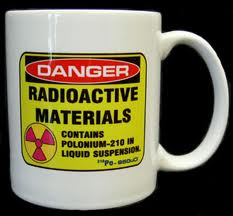 DANGER
RADIOACTIVE
MATERIALS
CONTAINS
POLONIUM-210 IN
LIQUID SUSPENSION.